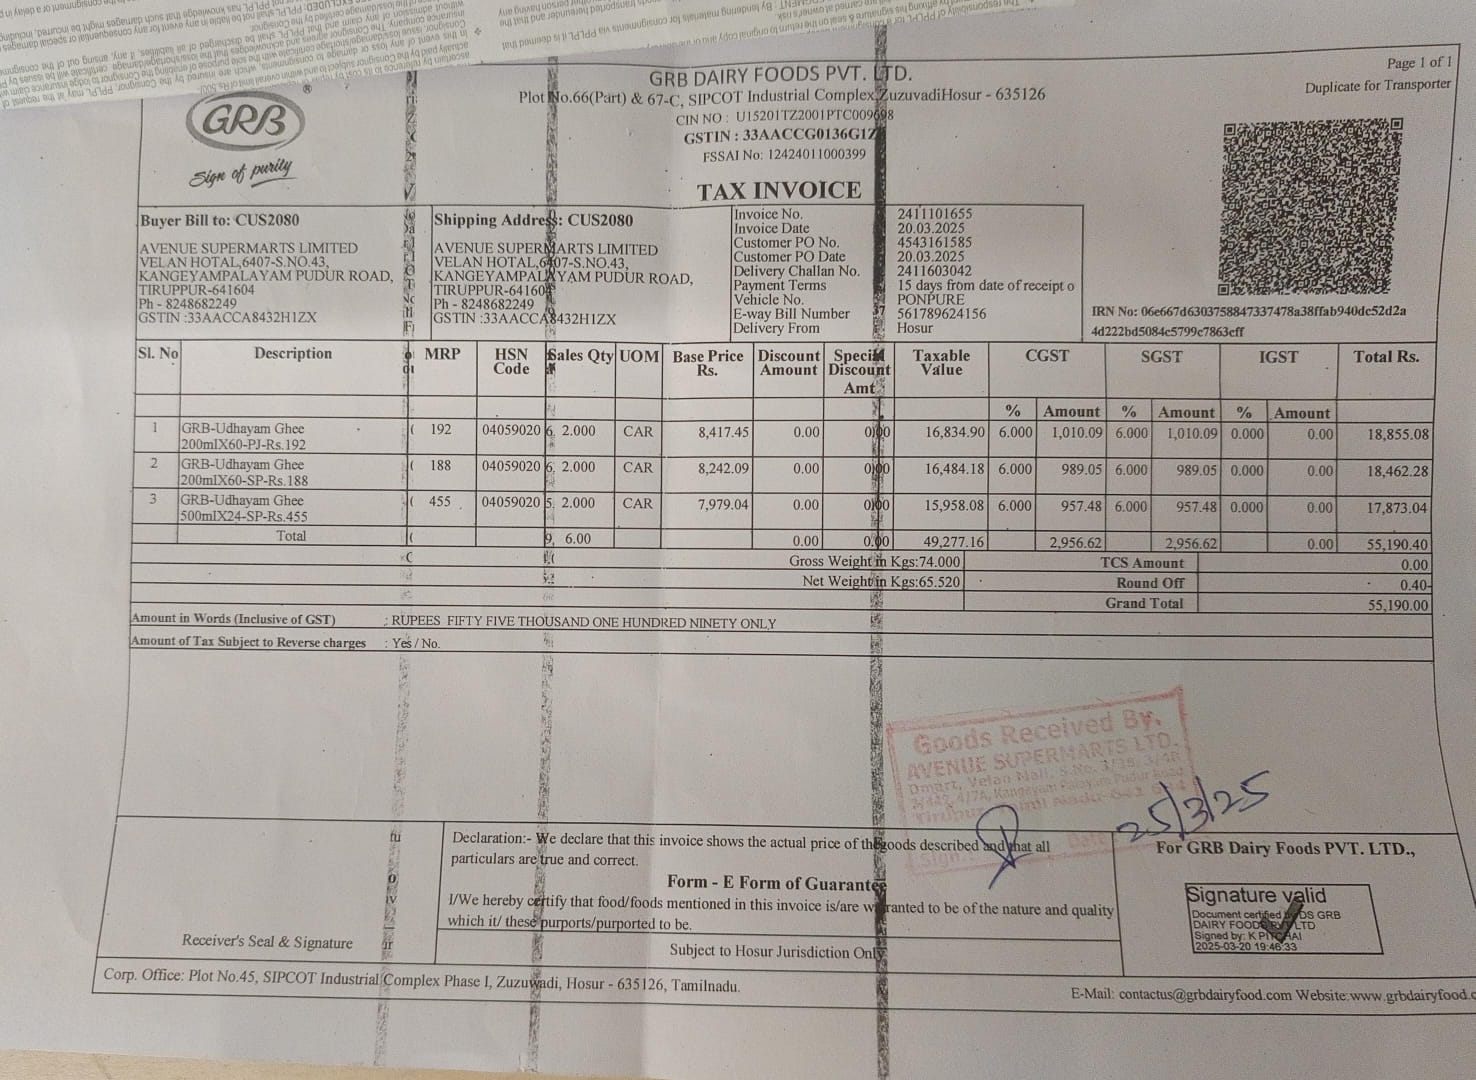 GRB DAIRY FOODS PVT. LTD.
Page 1 of 1
Duplicate for Transporter
Plot No.66(Part) & 67-C, SIPCOT Industrial Complex,ZuzuvadiHosur - 635126
CIN NO : U15201TZ2001PTC009698
GSTIN : 33AACCG0136G1Z
FSSAI No: 12424011000399
GRB
®
Sign of purity
TAX INVOICE
Buyer Bill to: CUS2080
AVENUE SUPERMARTS LIMITED
VELAN HOTAL,6407-S.NO.43,
KANGEYAMPALAYAM PUDUR ROAD,
TIRUPPUR-641604
Ph - 8248682249
GSTIN :33AACCA8432H1ZX
Shipping Address: CUS2080
AVENUE SUPERMARTS LIMITED
VELAN HOTAL,6407-S.NO.43,
KANGEYAMPALAYAM PUDUR ROAD,
TIRUPPUR-641604
Ph - 8248682249
GSTIN :33AACCA8432H1ZX
Invoice No. 2411101655
Invoice Date 20.03.2025
Customer PO No. 4543161585
Customer PO Date 20.03.2025
Delivery Challan No. 2411603042
Payment Terms 15 days from date of receipt o
Vehicle No. PONPURE
E-way Bill Number 561789624156
Delivery From Hosur
IRN No: 06e667d6303758847337478a38ffab940dc52d2a
4d222bd5084c5799c7863cff
Sl. No Description MRP HSN Code Sales Qty UOM Base Price Rs. Discount Amount Special Discount Amt Taxable Value CGST SGST IGST Total Rs.
% Amount % Amount % Amount
1 GRB-Udhayam Ghee 200mlX60-PJ-Rs.192 192 04059020 2.000 CAR 8,417.45 0.00 0.00 16,834.90 6.000 1,010.09 6.000 1,010.09 0.000 0.00 18,855.08
2 GRB-Udhayam Ghee 200mlX60-SP-Rs.188 188 04059020 2.000 CAR 8,242.09 0.00 0.00 16,484.18 6.000 989.05 6.000 989.05 0.000 0.00 18,462.28
3 GRB-Udhayam Ghee 500mlX24-SP-Rs.455 455 04059020 2.000 CAR 7,979.04 0.00 0.00 15,958.08 6.000 957.48 6.000 957.48 0.000 0.00 17,873.04
Total 6.00 0.00 0.00 49,277.16 2,956.62 2,956.62 0.00 55,190.40
Gross Weight in Kgs:74.000 TCS Amount 0.00
Net Weight in Kgs:65.520 Round Off 0.40-
Grand Total 55,190.00
Amount in Words (Inclusive of GST) : RUPEES FIFTY FIVE THOUSAND ONE HUNDRED NINETY ONLY
Amount of Tax Subject to Reverse charges : Yes / No.
Goods Received By.
AVENUE SUPERMARTS LTD.
25/3/25
Declaration:- We declare that this invoice shows the actual price of the goods described and that all
particulars are true and correct.
Form - E Form of Guarantee
I/We hereby certify that food/foods mentioned in this invoice is/are warranted to be of the nature and quality
which it/ these purports/purported to be.
Subject to Hosur Jurisdiction Only
Receiver's Seal & Signature
For GRB Dairy Foods PVT. LTD.,
Signature valid
Document certified by DS GRB
DAIRY FOODS PVT LTD
Signed by: K PITCHAI
2025-03-20 19:46:33
Corp. Office: Plot No.45, SIPCOT Industrial Complex Phase I, Zuzuwadi, Hosur - 635126, Tamilnadu.
E-Mail: contactus@grbdairyfood.com Website:www.grbdairyfood.c